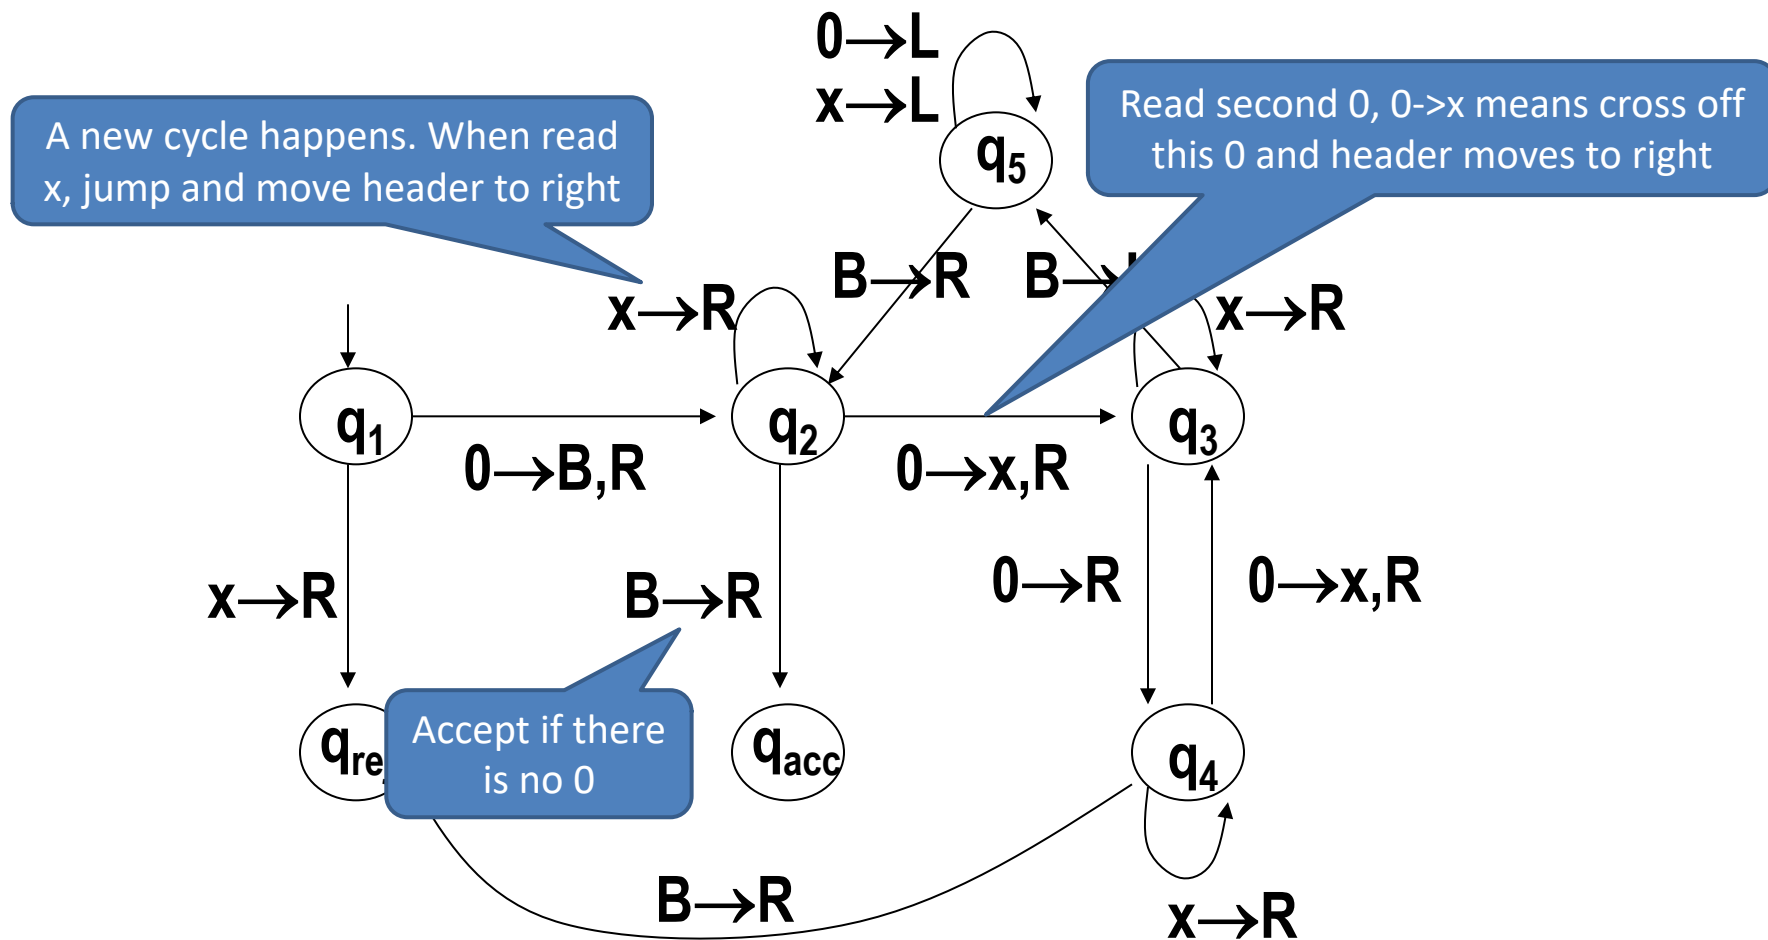 0→L
x→L
A new cycle happens. When read
x, jump and move header to right
Read second 0, 0->x means cross off
this 0 and header moves to right
q5
B→R
B→
x→R
x→R
q1
q2
q3
0→B,R
0→x,R
x→R
B→R
0→R
0→x,R
Accept if there
is no 0
qre
qacc
q4
B→R
x→R